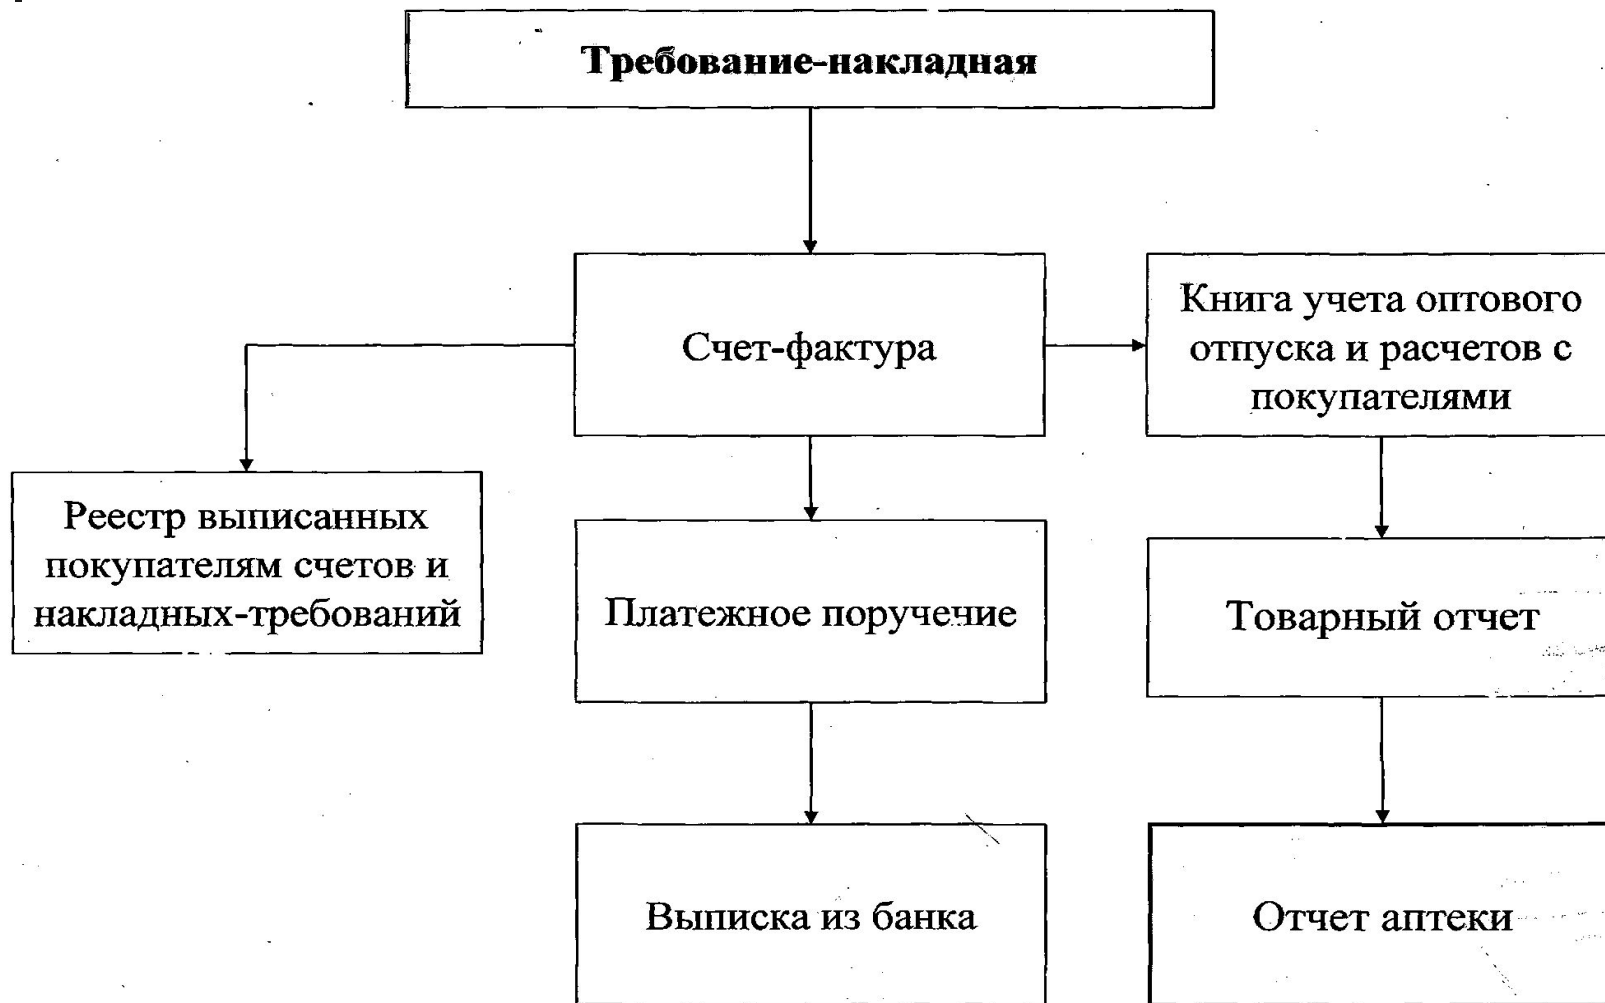 Требование-накладная
Счет-фактура
Книга учета оптового
отпуска и расчетов с
покупателями
Реестр выписанных
покупателям счетов и
накладных-требований
Платежное поручение
Товарный отчет
Выписка из банка
Отчет аптеки